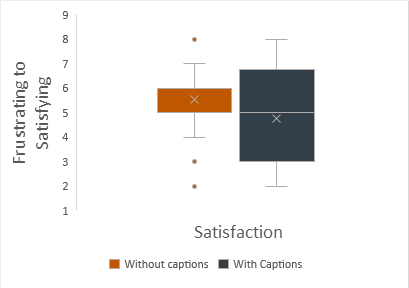 9
8
7
6
5
4
3
2
1
Frustrating to
Satisfying
Satisfaction
Without captions
With Captions